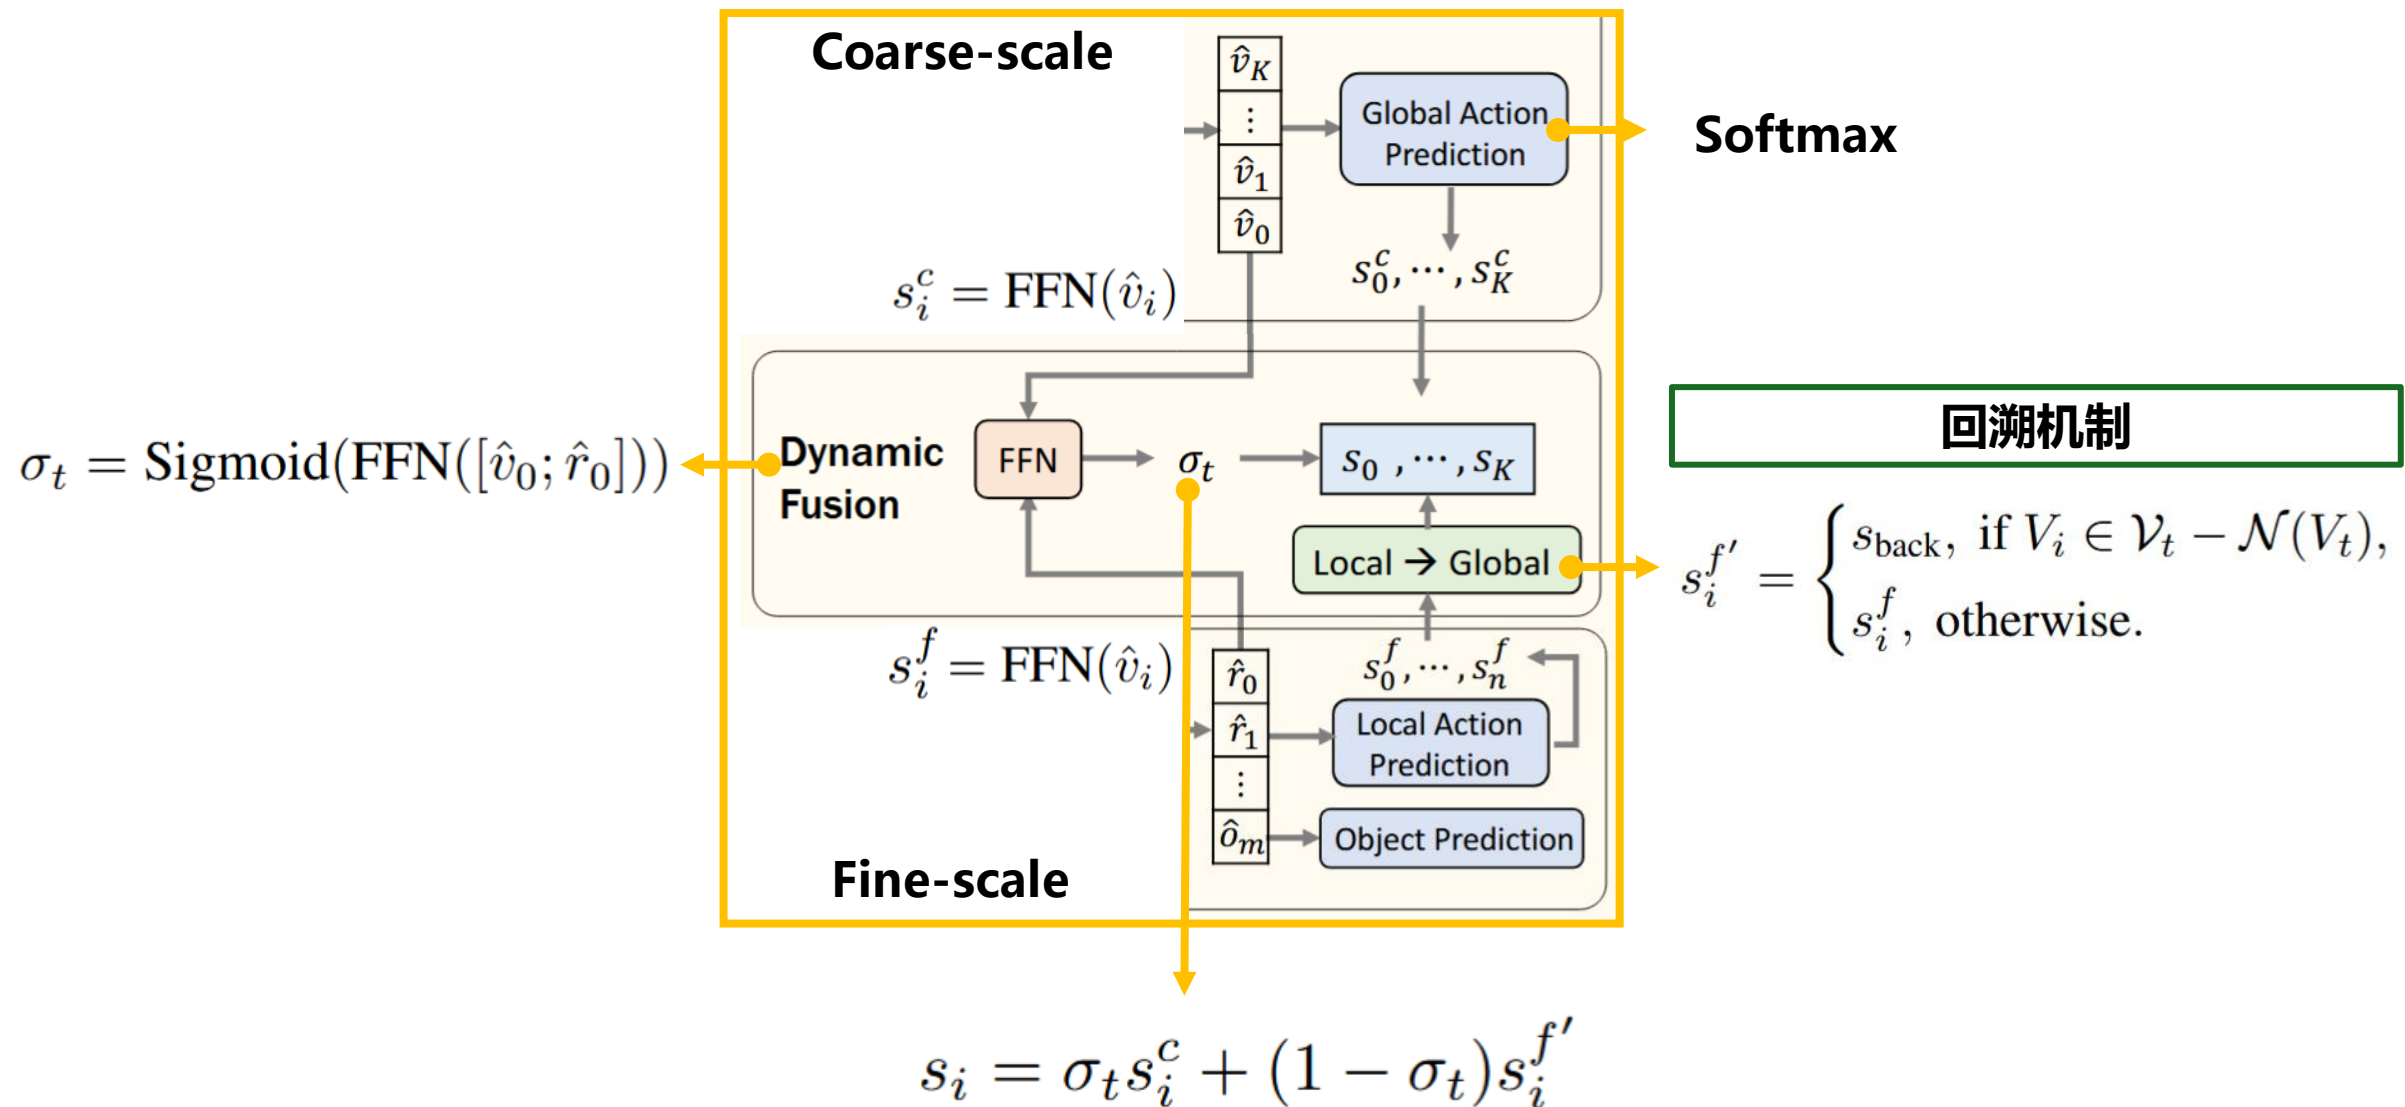 Coarse-scale
v̂_K
⋮
v̂_1
v̂_0
Global Action
Prediction
Softmax
s_0^c, ⋯, s_K^c
s_i^c = FFN(v̂_i)
Dynamic
Fusion
FFN
σ_t
s_0, ⋯, s_K
Local → Global
σ_t = Sigmoid(FFN([v̂_0; r̂_0]))
回溯机制
s_i^{f′} = { s_back, if V_i ∈ 𝒱_t − 𝒩(V_t),
s_i^f, otherwise.
s_i^f = FFN(v̂_i)
r̂_0
r̂_1
⋮
ô_m
s_0^f, ⋯, s_n^f
Local Action
Prediction
Object Prediction
Fine-scale
s_i = σ_t s_i^c + (1 − σ_t) s_i^{f′}